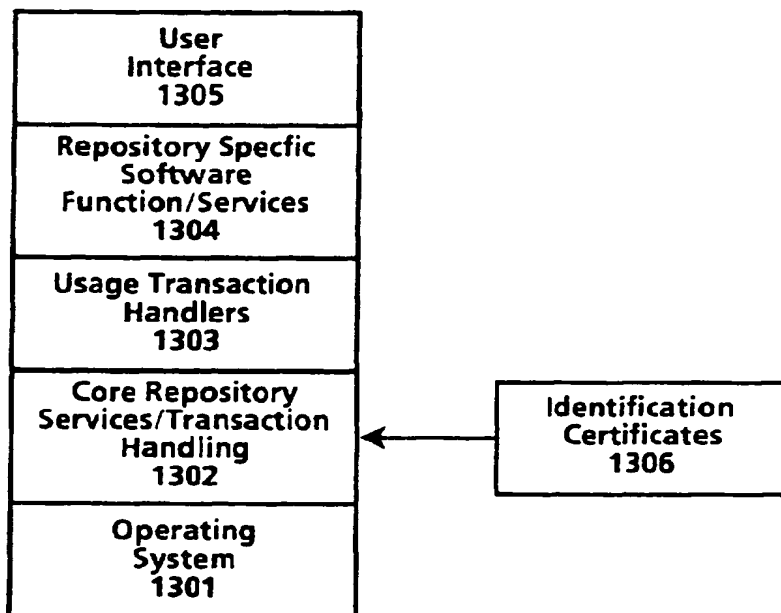 User
Interface
1305
Repository Specfic
Software
Function/Services
1304
Usage Transaction
Handlers
1303
Core Repository
Services/Transaction
Handling
1302
Identification
Certificates
1306
Operating
System
1301